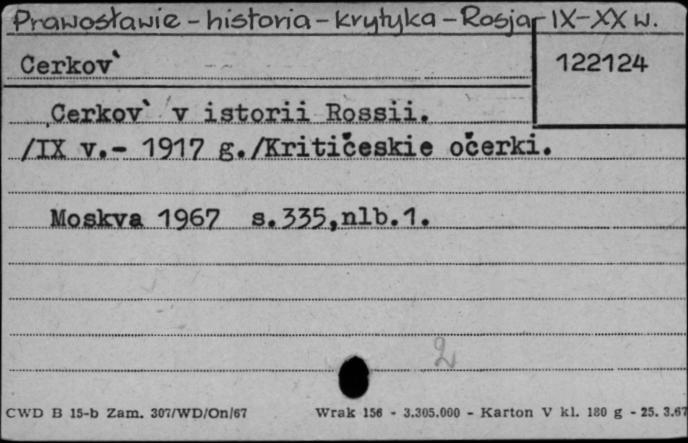 Prawosławie - historia - krytyka - Rosja - IX-XX w.
Cerkov`
122124
Cerkov` v istorii Rossii.
/IX v.- 1917 g./Kritičeskie očerki.
Moskva 1967 s.335,nlb.1.
2
CWD B 15-b Zam. 307/WD/On/67 Wrak 156 - 3.305.000 - Karton V kl. 180 g - 25. 3.67